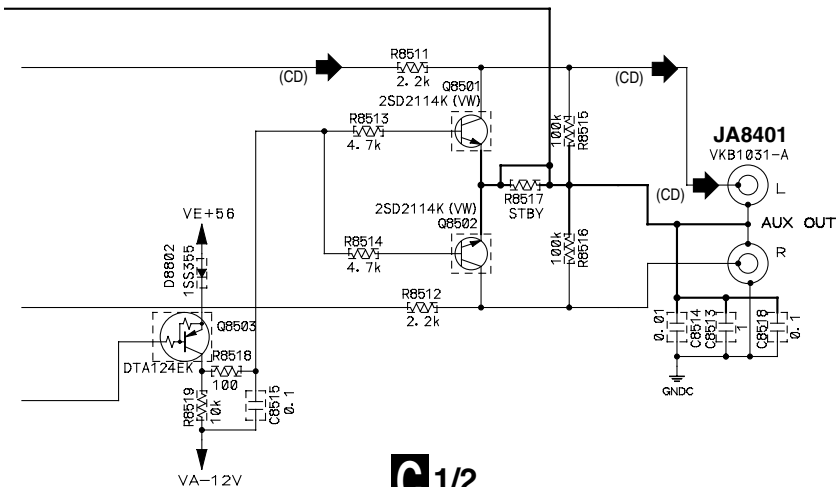 R8511
(CD)
2.2k
(CD)
Q8501
2SD2114K (VW)
R8513
4.7k
100k
R8515
JA8401
VKB1031-A
L
(CD)
R8517
STBY
VE+56
2SD2114K (VW)
Q8502
AUX OUT
D8802
1SS355
R8514
4.7k
100k
R8516
R
R8512
2.2k
Q8503
DTA124EK
R8518
100
0.01
C8514
C8513
1
C8518
0.1
R8519
10k
C8515
0.1
GNDC
VA-12V
C 1/2